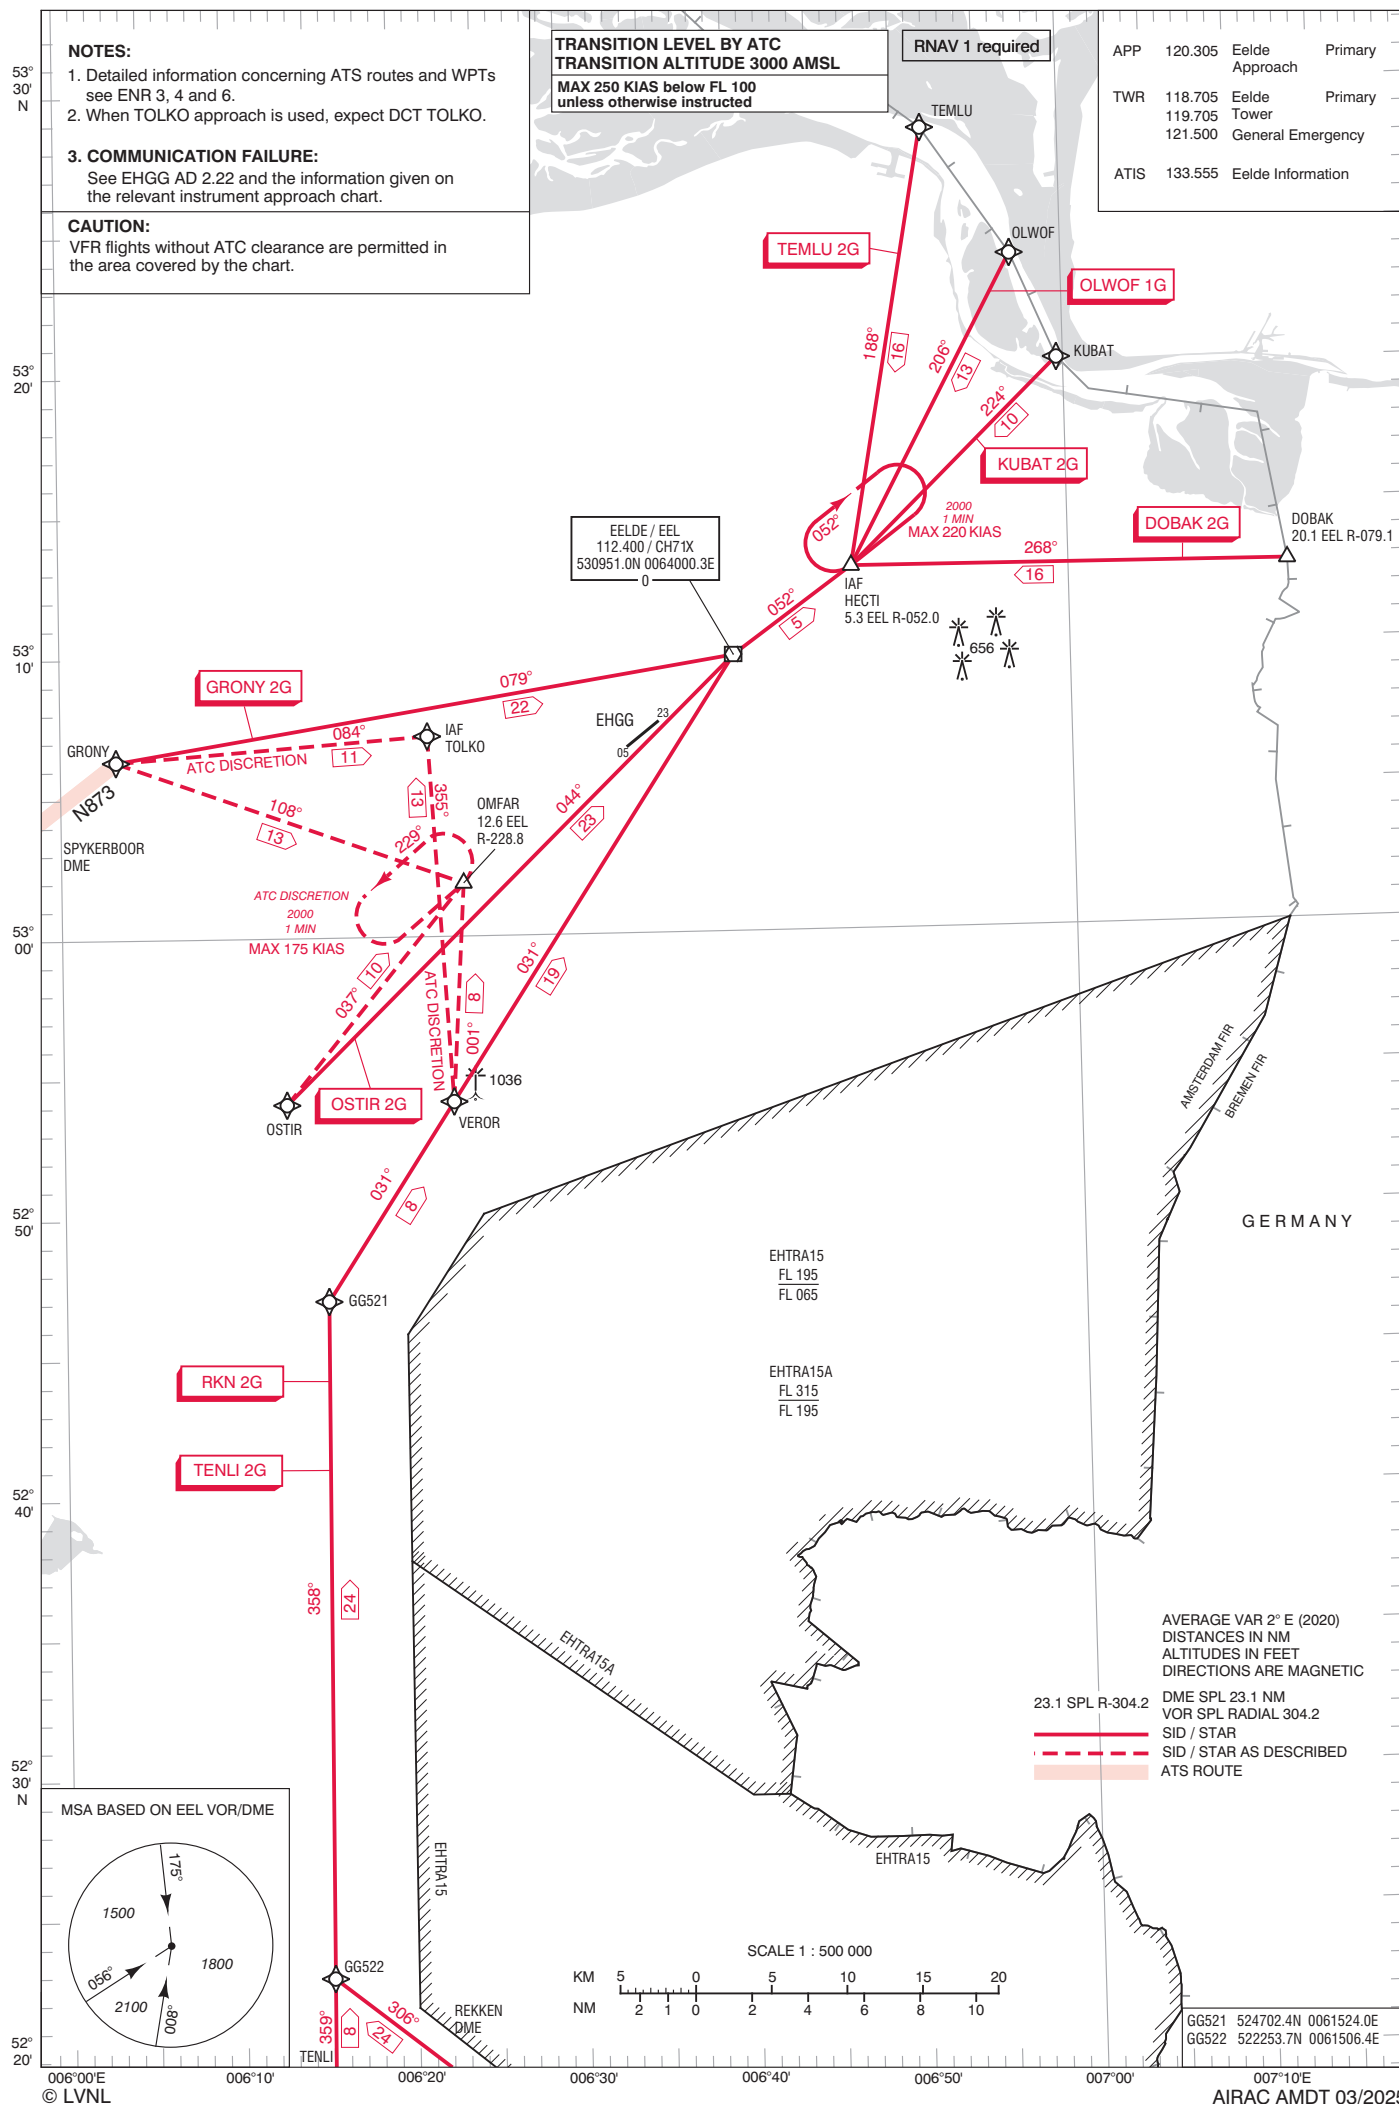 NOTES:
1. Detailed information concerning ATS routes and WPTs
see ENR 3, 4 and 6.
2. When TOLKO approach is used, expect DCT TOLKO.
3. COMMUNICATION FAILURE:
See EHGG AD 2.22 and the information given on
the relevant instrument approach chart.
CAUTION:
VFR flights without ATC clearance are permitted in
the area covered by the chart.
TRANSITION LEVEL BY ATC
TRANSITION ALTITUDE 3000 AMSL
MAX 250 KIAS below FL 100
unless otherwise instructed
RNAV 1 required
APP 120.305 Eelde Primary
Approach
TWR 118.705 Eelde Primary
119.705 Tower
121.500 General Emergency
ATIS 133.555 Eelde Information
53°
30'
N
TEMLU
OLWOF
TEMLU 2G
OLWOF 1G
188°
16
206°
13
KUBAT
53°
20'
224°
10
KUBAT 2G
052°
2000
1 MIN
MAX 220 KIAS
DOBAK 2G
DOBAK
20.1 EEL R-079.1
268°
16
EELDE / EEL
112.400 / CH71X
530951.0N 0064000.3E
0
IAF
HECTI
5.3 EEL R-052.0
052°
5
656
53°
10'
GRONY 2G
079°
22
EHGG
23
05
GRONY
084°
11
ATC DISCRETION
IAF
TOLKO
N873
SPYKERBOOR
DME
108°
13
13
355°
229°
OMFAR
12.6 EEL
R-228.8
044°
23
ATC DISCRETION
2000
1 MIN
MAX 175 KIAS
53°
00'
037°
10
ATC DISCRETION
8
001°
031°
19
1036
OSTIR
OSTIR 2G
VEROR
AMSTERDAM FIR
BREMEN FIR
031°
8
52°
50'
GERMANY
EHTRA15
FL 195
FL 065
GG521
EHTRA15A
FL 315
FL 195
RKN 2G
TENLI 2G
52°
40'
358°
24
EHTRA15A
AVERAGE VAR 2° E (2020)
DISTANCES IN NM
ALTITUDES IN FEET
DIRECTIONS ARE MAGNETIC
23.1 SPL R-304.2 DME SPL 23.1 NM
VOR SPL RADIAL 304.2
SID / STAR
SID / STAR AS DESCRIBED
ATS ROUTE
52°
30'
N
MSA BASED ON EEL VOR/DME
175°
1500
1800
056°
2100
008°
EHTRA15
EHTRA15
SCALE 1 : 500 000
KM 5 0 5 10 15 20
NM 2 1 0 2 4 6 8 10
GG522
359°
8
306°
24
TENLI
REKKEN
DME
GG521 524702.4N 0061524.0E
GG522 522253.7N 0061506.4E
52°
20'
006°00'E 006°10' 006°20' 006°30' 006°40' 006°50' 007°00' 007°10'E
© LVNL
AIRAC AMDT 03/2025